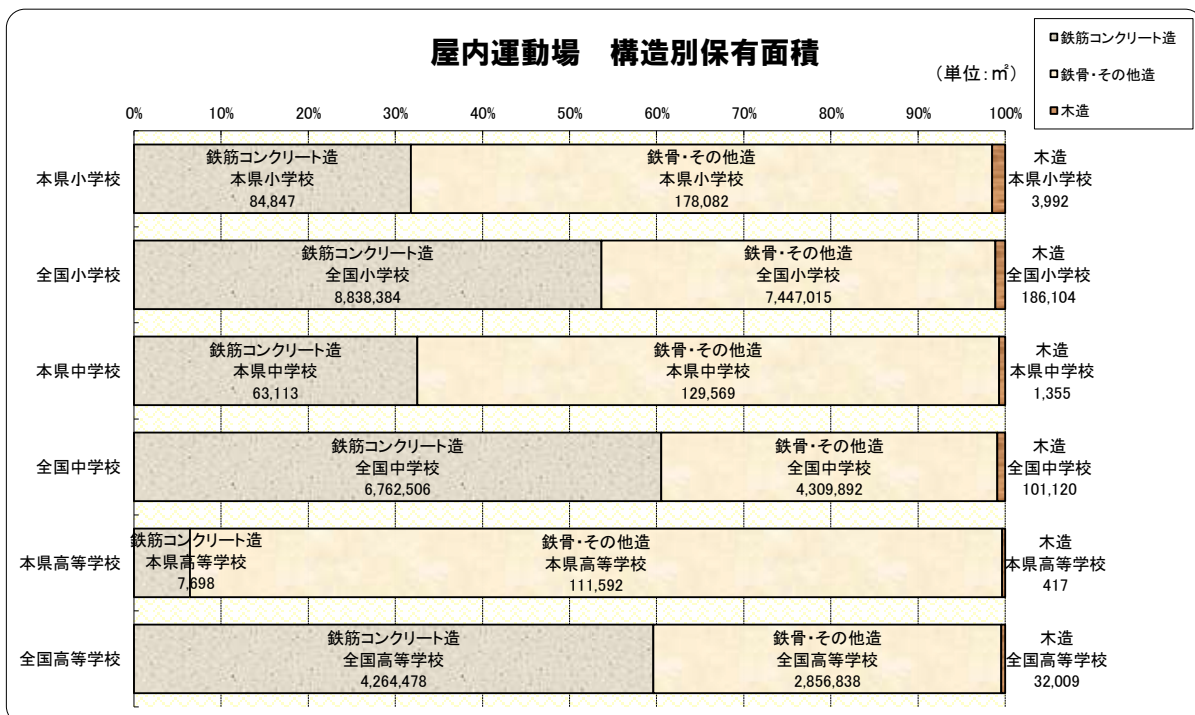 屋内運動場　構造別保有面積
（単位：㎡）
鉄筋コンクリート造
鉄骨・その他造
木造
0%
10%
20%
30%
40%
50%
60%
70%
80%
90%
100%
本県小学校
鉄筋コンクリート造
本県小学校
84,847
鉄骨・その他造
本県小学校
178,082
木造
本県小学校
3,992
全国小学校
鉄筋コンクリート造
全国小学校
8,838,384
鉄骨・その他造
全国小学校
7,447,015
木造
全国小学校
186,104
本県中学校
鉄筋コンクリート造
本県中学校
63,113
鉄骨・その他造
本県中学校
129,569
木造
本県中学校
1,355
全国中学校
鉄筋コンクリート造
全国中学校
6,762,506
鉄骨・その他造
全国中学校
4,309,892
木造
全国中学校
101,120
本県高等学校
鉄筋コンクリート造
本県高等学校
7,698
鉄骨・その他造
本県高等学校
111,592
木造
本県高等学校
417
全国高等学校
鉄筋コンクリート造
全国高等学校
4,264,478
鉄骨・その他造
全国高等学校
2,856,838
木造
全国高等学校
32,009